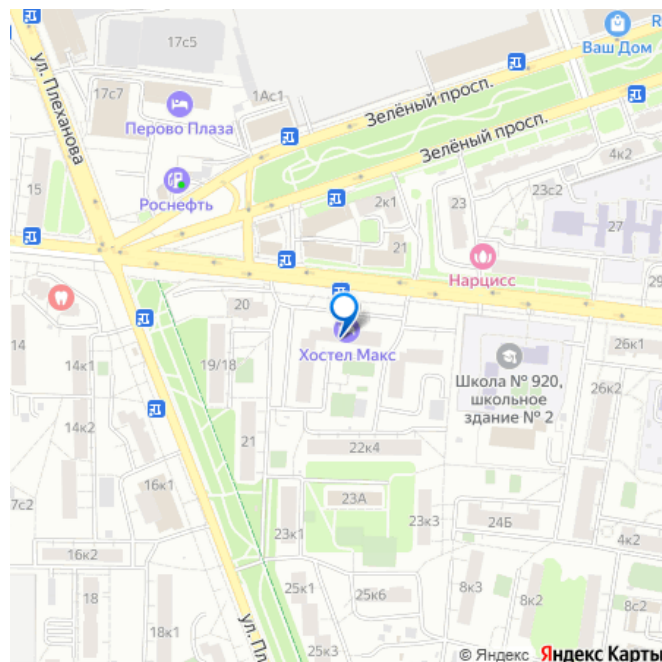 17с5
R
Ваш Дом
ул. Плеханова
17с7
1Ас1
Зелёный просп.
Перово Плаза
Зелёный просп.
4к2
15
Роснефть
2к1
23
23с2
27
21
Нарцисс
29
20
14
14к1
19/18
Хостел Макс
26к1
Школа № 920,
школьное
здание № 2
26к2
14к2
21
22к4
16к1
7с2
23А
23к1
23к3
24Б
16к2
4к2
18
25к1
25к6
8к3
8к2
8с2
18к1
ул. Пл
25к3
© Яндекс Яндекс Карты